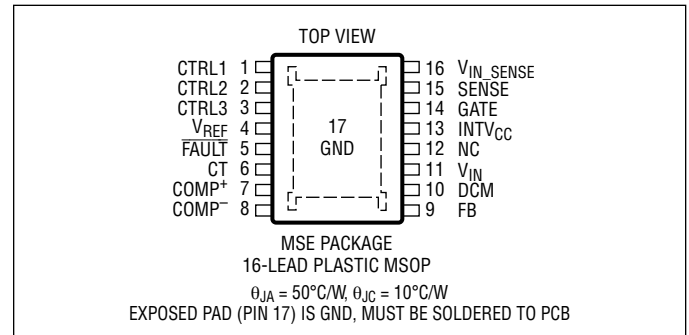 TOP VIEW
CTRL1 1
CTRL2 2
CTRL3 3
VREF 4
FAULT 5
CT 6
COMP+ 7
COMP– 8
16 VIN_SENSE
15 SENSE
14 GATE
13 INTVCC
12 NC
11 VIN
10 DCM
9 FB
17
GND
MSE PACKAGE
16-LEAD PLASTIC MSOP
θJA = 50°C/W, θJC = 10°C/W
EXPOSED PAD (PIN 17) IS GND, MUST BE SOLDERED TO PCB